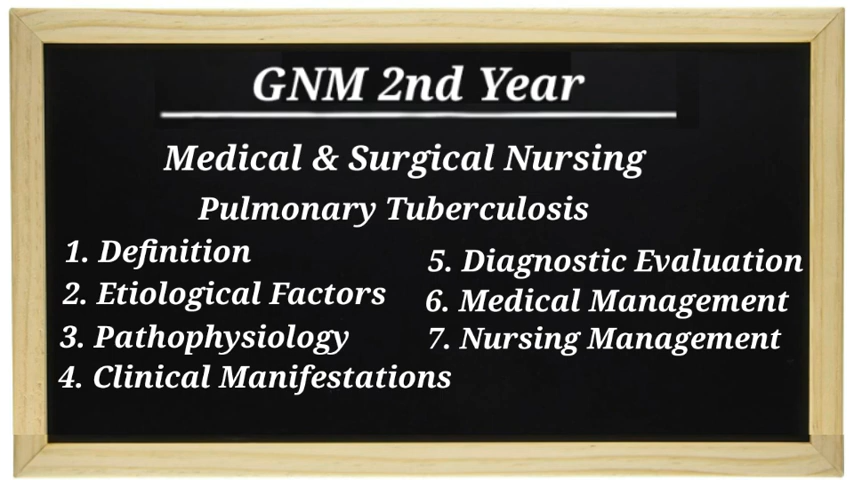 GNM 2nd Year
Medical & Surgical Nursing
Pulmonary Tuberculosis
1. Definition
2. Etiological Factors
3. Pathophysiology
4. Clinical Manifestations
5. Diagnostic Evaluation
6. Medical Management
7. Nursing Management